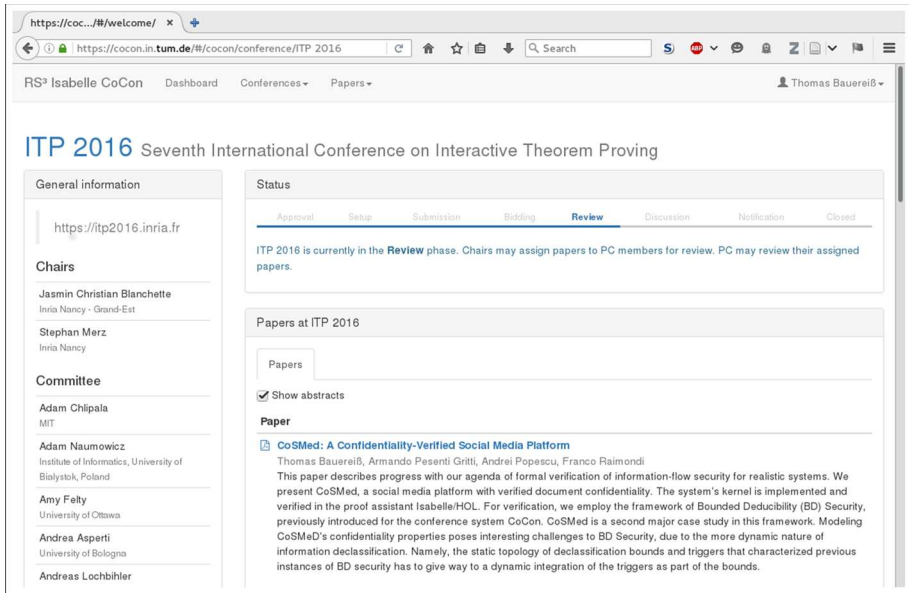 https://coc.../#/welcome/
https://cocon.in.tum.de/#/cocon/conference/ITP 2016
Search
RS³ Isabelle CoCon Dashboard Conferences Papers Thomas Bauereiß
ITP 2016 Seventh International Conference on Interactive Theorem Proving
General information
https://itp2016.inria.fr
Chairs
Jasmin Christian Blanchette
Inria Nancy - Grand-Est
Stephan Merz
Inria Nancy
Committee
Adam Chlipala
MIT
Adam Naumowicz
Institute of Informatics, University of
Bialystok, Poland
Amy Felty
University of Ottawa
Andrea Asperti
University of Bologna
Andreas Lochbihler
Status
Approval Setup Submission Bidding Review Discussion Notification Closed
ITP 2016 is currently in the Review phase. Chairs may assign papers to PC members for review. PC may review their assigned
papers.
Papers at ITP 2016
Papers
Show abstracts
Paper
CoSMed: A Confidentiality-Verified Social Media Platform
Thomas Bauereiß, Armando Pesenti Gritti, Andrei Popescu, Franco Raimondi
This paper describes progress with our agenda of formal verification of information-flow security for realistic systems. We
present CoSMed, a social media platform with verified document confidentiality. The system's kernel is implemented and
verified in the proof assistant Isabelle/HOL. For verification, we employ the framework of Bounded Deducibility (BD) Security,
previously introduced for the conference system CoCon. CoSMed is a second major case study in this framework. Modeling
CoSMeD's confidentiality properties poses interesting challenges to BD Security, due to the more dynamic nature of
information declassification. Namely, the static topology of declassification bounds and triggers that characterized previous
instances of BD security has to give way to a dynamic integration of the triggers as part of the bounds.